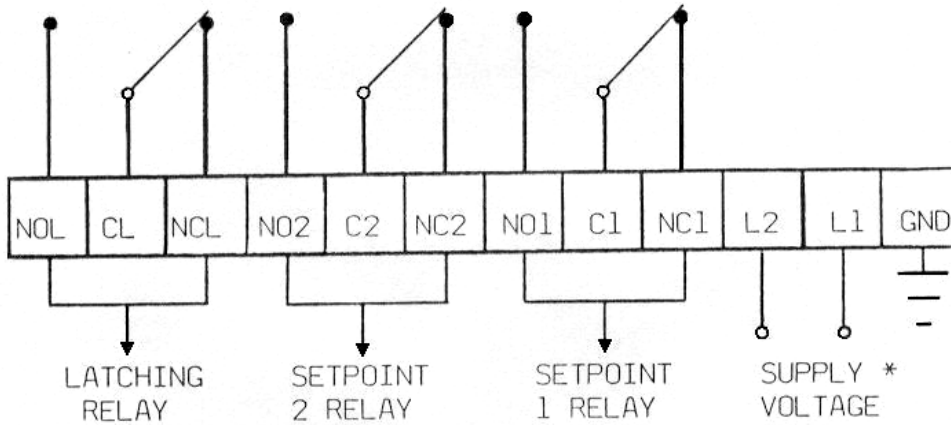 NOL CL NCL NO2 C2 NC2 NO1 C1 NC1 L2 L1 GND
LATCHING
RELAY
SETPOINT
2 RELAY
SETPOINT
1 RELAY
SUPPLY *
VOLTAGE